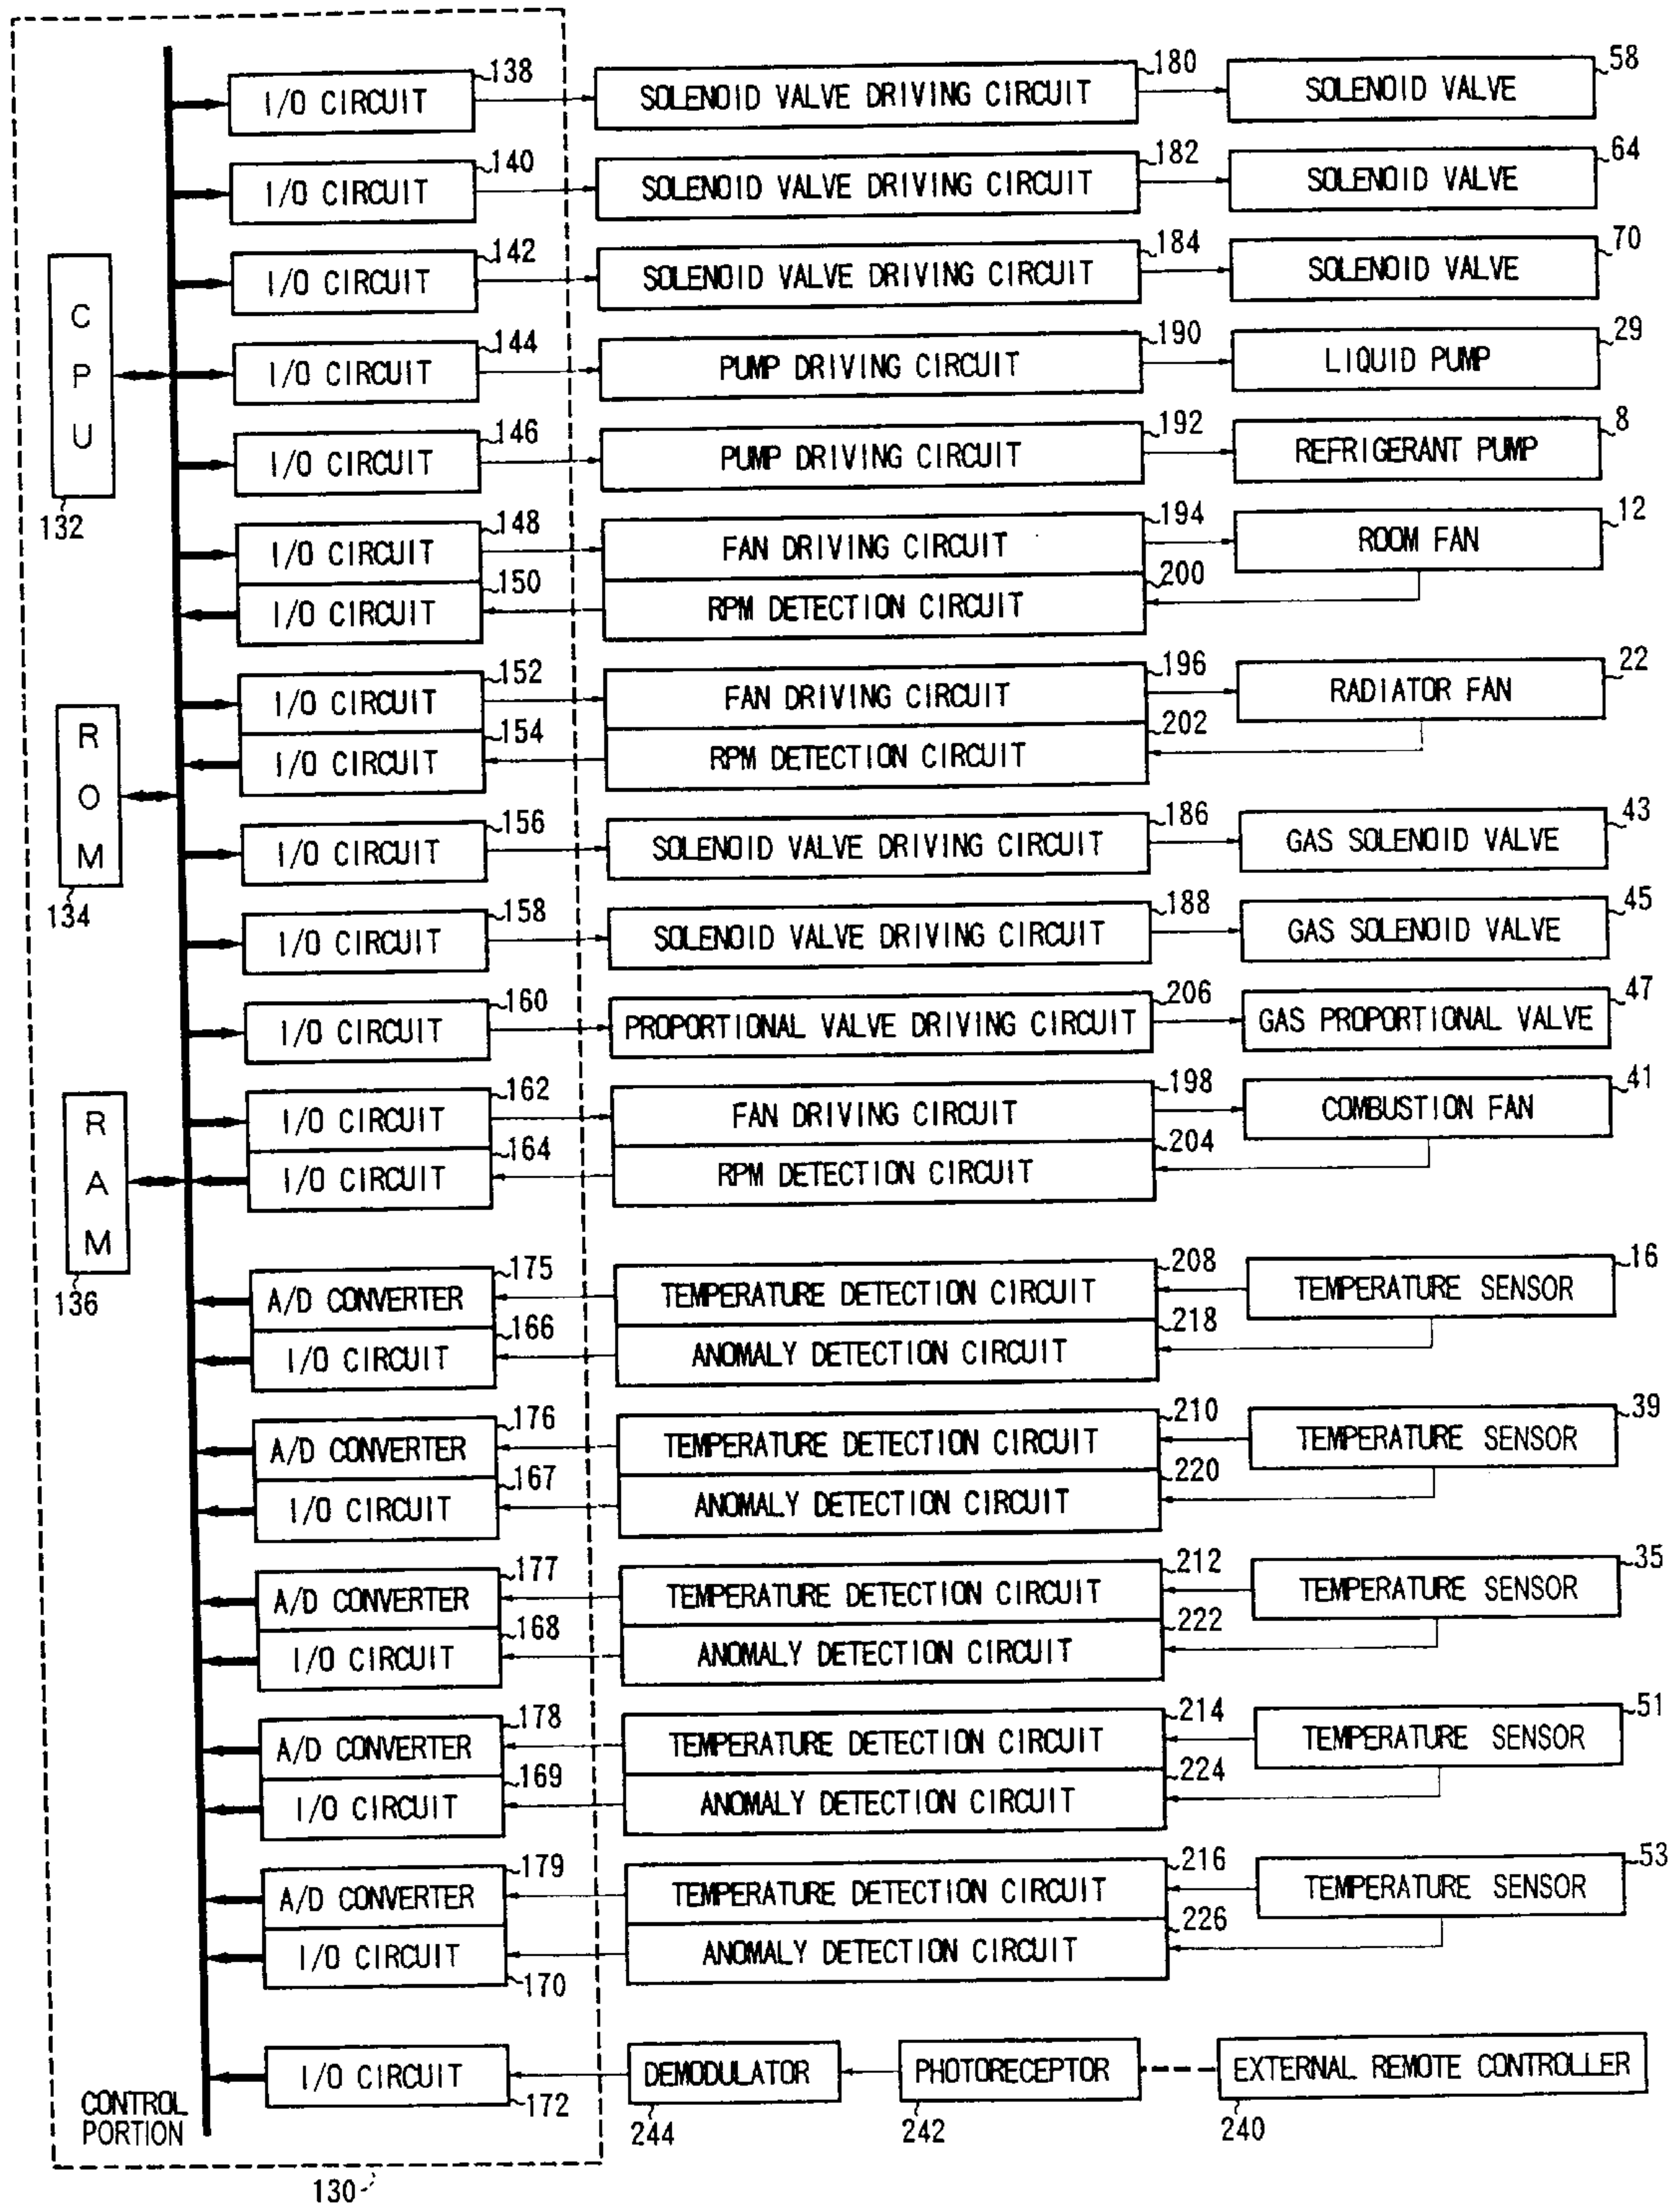 138
180
58
I/O CIRCUIT
SOLENOID VALVE DRIVING CIRCUIT
SOLENOID VALVE
140
182
64
I/O CIRCUIT
SOLENOID VALVE DRIVING CIRCUIT
SOLENOID VALVE
142
184
70
I/O CIRCUIT
SOLENOID VALVE DRIVING CIRCUIT
SOLENOID VALVE
C
P
U
132
144
190
29
I/O CIRCUIT
PUMP DRIVING CIRCUIT
LIQUID PUMP
146
192
8
I/O CIRCUIT
PUMP DRIVING CIRCUIT
REFRIGERANT PUMP
148
194
12
I/O CIRCUIT
FAN DRIVING CIRCUIT
ROOM FAN
150
200
I/O CIRCUIT
RPM DETECTION CIRCUIT
152
196
22
I/O CIRCUIT
FAN DRIVING CIRCUIT
RADIATOR FAN
154
202
I/O CIRCUIT
RPM DETECTION CIRCUIT
R
O
M
134
156
186
43
I/O CIRCUIT
SOLENOID VALVE DRIVING CIRCUIT
GAS SOLENOID VALVE
158
188
45
I/O CIRCUIT
SOLENOID VALVE DRIVING CIRCUIT
GAS SOLENOID VALVE
160
206
47
I/O CIRCUIT
PROPORTIONAL VALVE DRIVING CIRCUIT
GAS PROPORTIONAL VALVE
162
198
41
I/O CIRCUIT
FAN DRIVING CIRCUIT
COMBUSTION FAN
164
204
I/O CIRCUIT
RPM DETECTION CIRCUIT
R
A
M
136
175
208
16
A/D CONVERTER
TEMPERATURE DETECTION CIRCUIT
TEMPERATURE SENSOR
166
218
I/O CIRCUIT
ANOMALY DETECTION CIRCUIT
176
210
39
A/D CONVERTER
TEMPERATURE DETECTION CIRCUIT
TEMPERATURE SENSOR
167
220
I/O CIRCUIT
ANOMALY DETECTION CIRCUIT
177
212
35
A/D CONVERTER
TEMPERATURE DETECTION CIRCUIT
TEMPERATURE SENSOR
168
222
I/O CIRCUIT
ANOMALY DETECTION CIRCUIT
178
214
51
A/D CONVERTER
TEMPERATURE DETECTION CIRCUIT
TEMPERATURE SENSOR
169
224
I/O CIRCUIT
ANOMALY DETECTION CIRCUIT
179
216
53
A/D CONVERTER
TEMPERATURE DETECTION CIRCUIT
TEMPERATURE SENSOR
226
I/O CIRCUIT
ANOMALY DETECTION CIRCUIT
170
I/O CIRCUIT
DEMODULATOR
PHOTORECEPTOR
EXTERNAL REMOTE CONTROLLER
172
244
242
240
CONTROL
PORTION
130